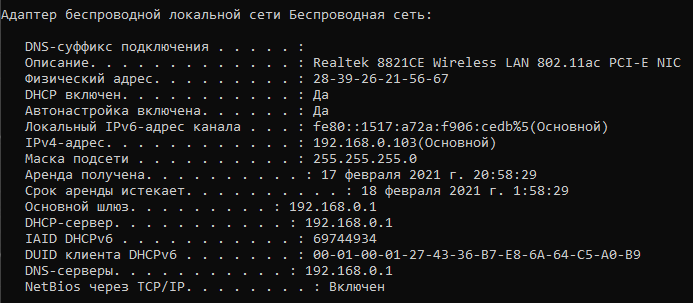 Адаптер беспроводной локальной сети Беспроводная сеть:
DNS-суффикс подключения . . . . . :
Описание. . . . . . . . . . . . . : Realtek 8821CE Wireless LAN 802.11ac PCI-E NIC
Физический адрес. . . . . . . . . : 28-39-26-21-56-67
DHCP включен. . . . . . . . . . . : Да
Автонастройка включена. . . . . . : Да
Локальный IPv6-адрес канала . . . : fe80::1517:a72a:f906:cedb%5(Основной)
IPv4-адрес. . . . . . . . . . . . : 192.168.0.103(Основной)
Маска подсети . . . . . . . . . . : 255.255.255.0
Аренда получена. . . . . . . . . . : 17 февраля 2021 г. 20:58:29
Срок аренды истекает. . . . . . . . . . : 18 февраля 2021 г. 1:58:29
Основной шлюз. . . . . . . . . : 192.168.0.1
DHCP-сервер. . . . . . . . . . . : 192.168.0.1
IAID DHCPv6 . . . . . . . . . . . : 69744934
DUID клиента DHCPv6 . . . . . . . : 00-01-00-01-27-43-36-B7-E8-6A-64-C5-A0-B9
DNS-серверы. . . . . . . . . . . : 192.168.0.1
NetBios через TCP/IP. . . . . . . . : Включен